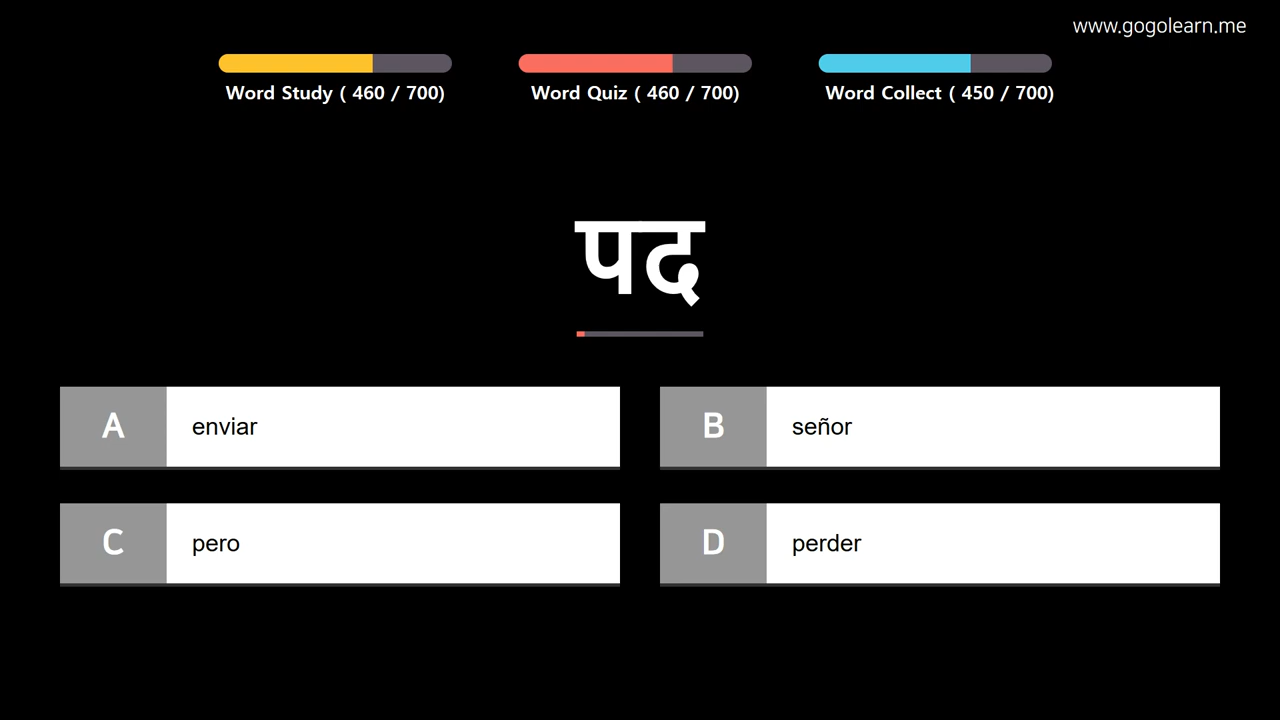 www.gogolearn.me
Word Study ( 460 / 700)
Word Quiz ( 460 / 700)
Word Collect ( 450 / 700)
पद
A enviar
B señor
C pero
D perder